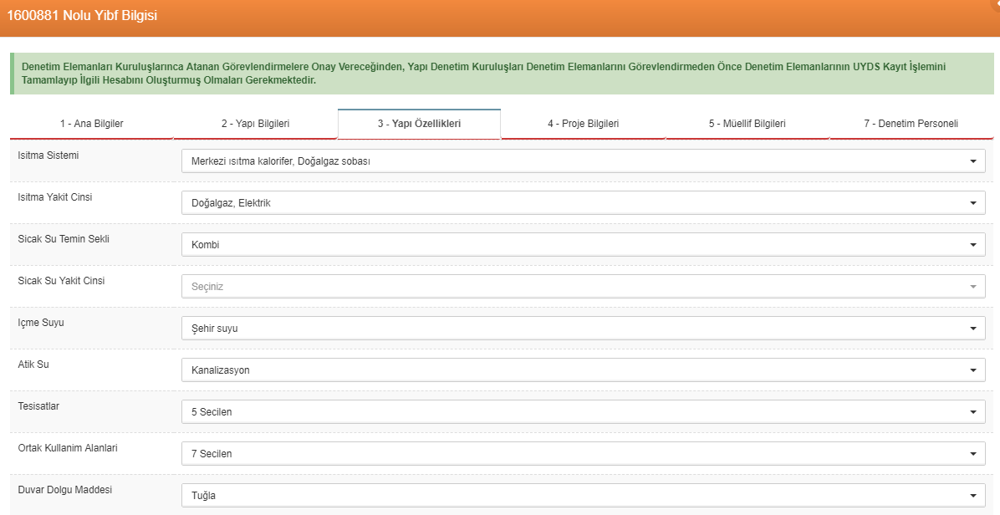 1600881 Nolu Yibf Bilgisi
Denetim Elemanları Kuruluşlarınca Atanan Görevlendirmelere Onay Vereceğinden, Yapı Denetim Kuruluşları Denetim Elemanlarını Görevlendirmeden Önce Denetim Elemanlarının UYDS Kayıt İşlemini
Tamamlayıp İlgili Hesabını Oluşturmuş Olmaları Gerekmektedir.
1 - Ana Bilgiler 2 - Yapı Bilgileri 3 - Yapı Özellikleri 4 - Proje Bilgileri 5 - Müellif Bilgileri 7 - Denetim Personeli
Isitma Sistemi Merkezi ısıtma kalorifer, Doğalgaz sobası
Isitma Yakit Cinsi Doğalgaz, Elektrik
Sicak Su Temin Sekli Kombi
Sicak Su Yakit Cinsi Seçiniz
Içme Suyu Şehir suyu
Atik Su Kanalizasyon
Tesisatlar 5 Secilen
Ortak Kullanim Alanlari 7 Secilen
Duvar Dolgu Maddesi Tuğla